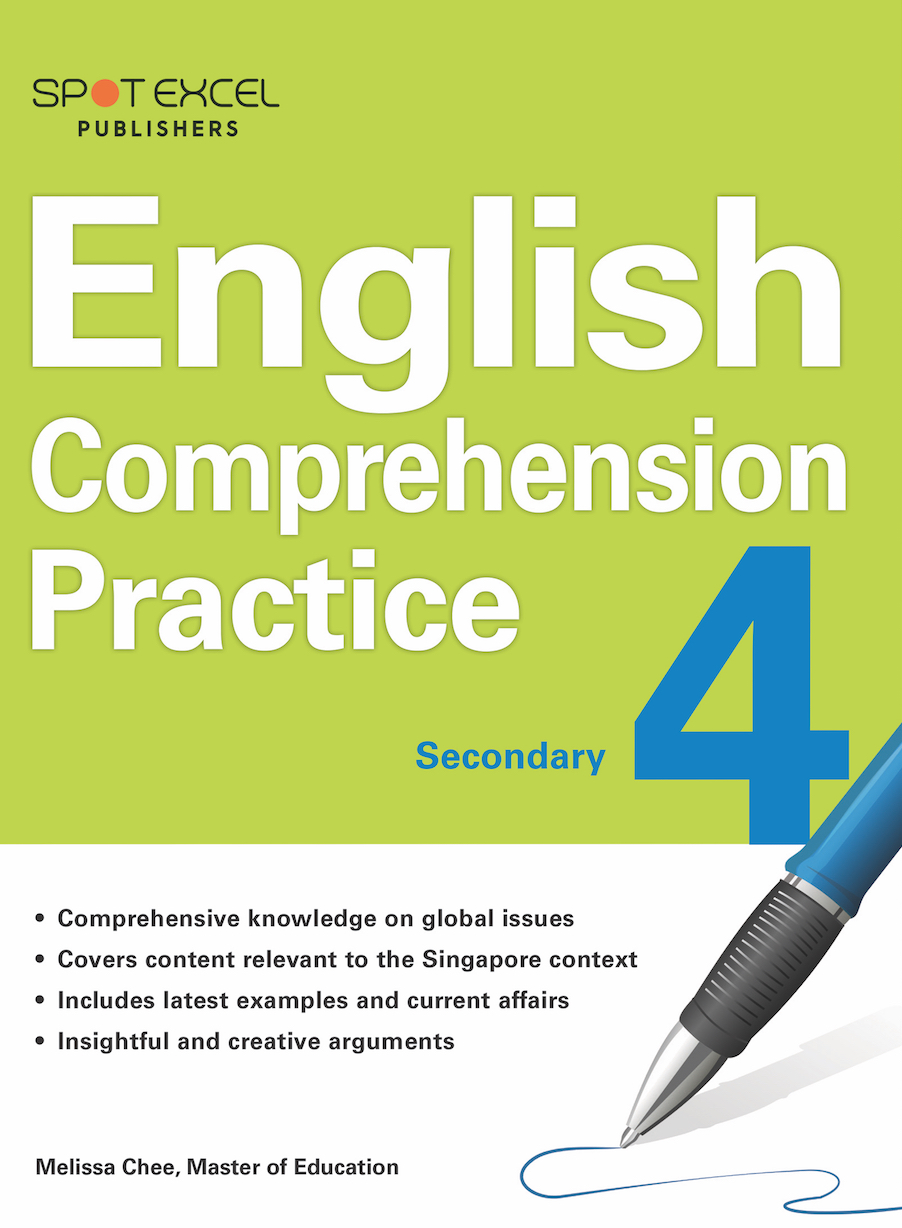 SPOT EXCEL
PUBLISHERS
English
Comprehension
Practice
Secondary 4
• Comprehensive knowledge on global issues
• Covers content relevant to the Singapore context
• Includes latest examples and current affairs
• Insightful and creative arguments
Melissa Chee, Master of Education